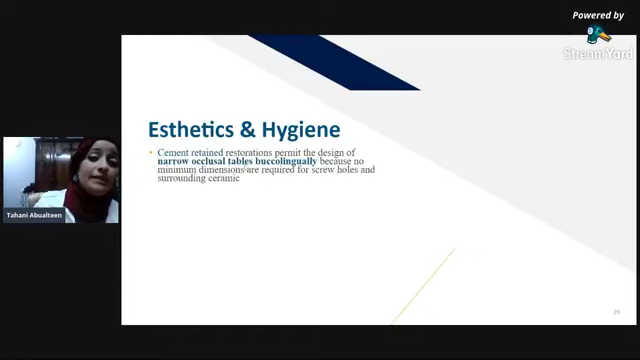 Powered by
StreamYard
Esthetics & Hygiene
• Cement retained restorations permit the design of
narrow occlusal tables buccolingually because no
minimum dimensions are required for screw holes and
surrounding ceramic
Tahani Abualteen
29